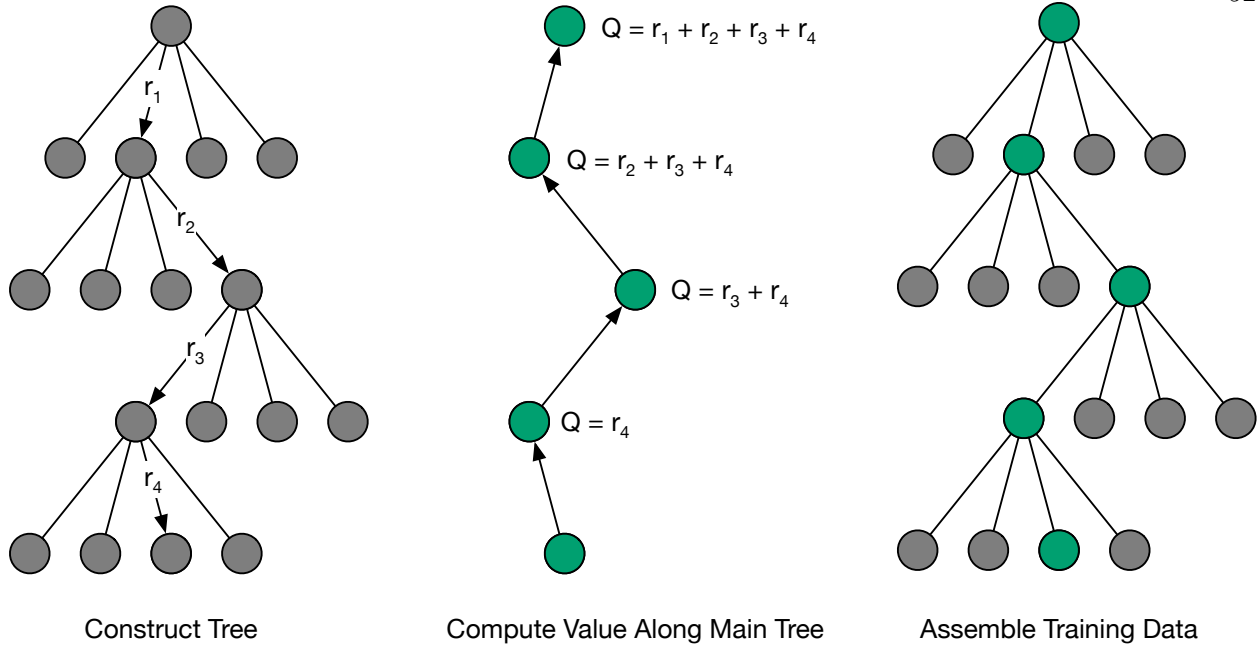 r₁
r₂
r₃
r₄
Construct Tree
Q = r₁ + r₂ + r₃ + r₄
Q = r₂ + r₃ + r₄
Q = r₃ + r₄
Q = r₄
Compute Value Along Main Tree
Assemble Training Data